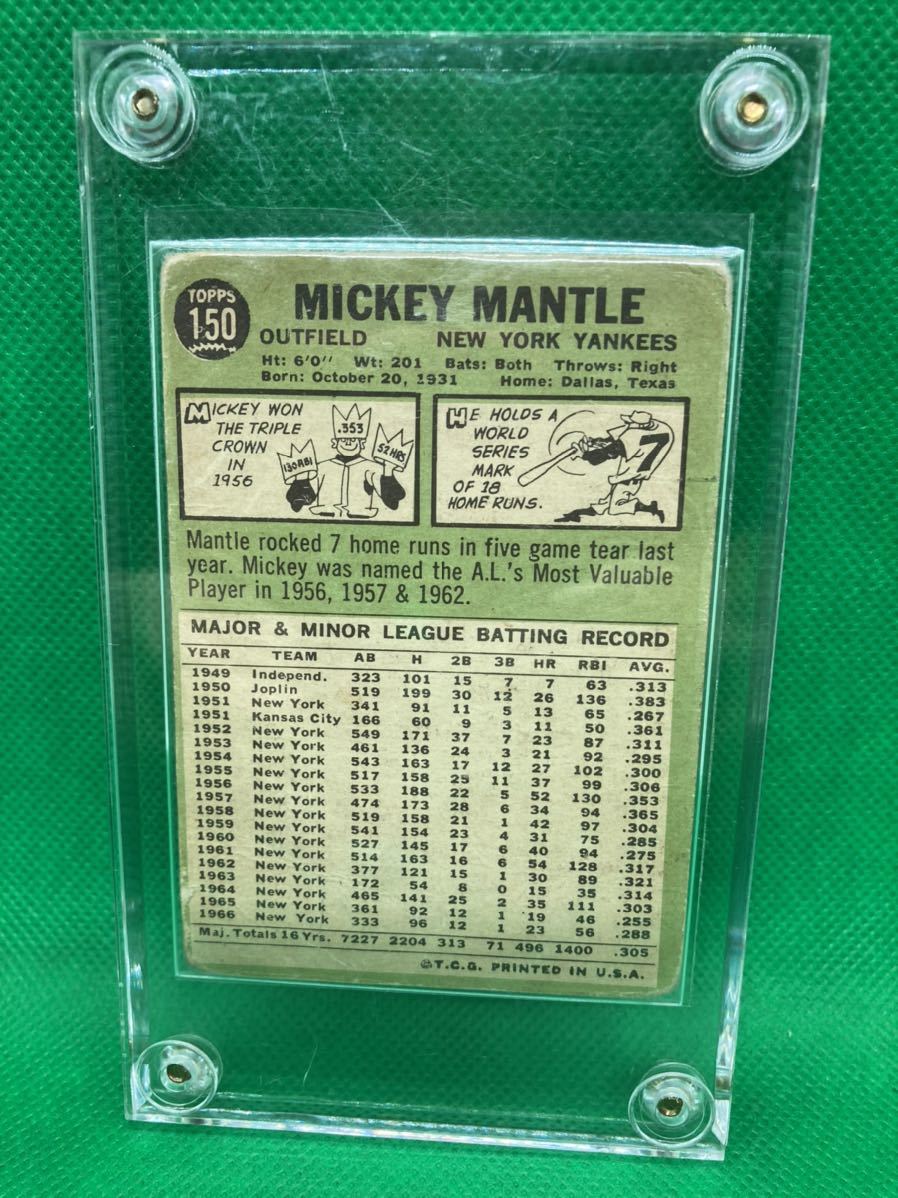 TOPPS
150
MICKEY MANTLE
OUTFIELD NEW YORK YANKEES
Ht: 6'0" Wt: 201 Bats: Both Throws: Right
Born: October 20, 1931 Home: Dallas, Texas
MICKEY WON
THE TRIPLE
CROWN
IN
1956
130 RBI
.353
52 HRS
HE HOLDS A
WORLD
SERIES
MARK
OF 18
HOME RUNS.
7
Mantle rocked 7 home runs in five game tear last
year. Mickey was named the A.L.'s Most Valuable
Player in 1956, 1957 & 1962.
MAJOR & MINOR LEAGUE BATTING RECORD
YEAR TEAM AB H 2B 3B HR RBI AVG.
1949 Independ. 323 101 15 7 7 63 .313
1950 Joplin 519 199 30 12 26 136 .383
1951 New York 341 91 11 5 13 65 .267
1951 Kansas City 166 60 9 3 11 50 .361
1952 New York 549 171 37 7 23 87 .311
1953 New York 461 136 24 3 21 92 .295
1954 New York 543 163 17 12 27 102 .300
1955 New York 517 158 25 11 37 99 .306
1956 New York 533 188 22 5 52 130 .353
1957 New York 474 173 28 6 34 94 .365
1958 New York 519 158 21 1 42 97 .304
1959 New York 541 154 23 4 31 75 .285
1960 New York 527 145 17 6 40 94 .275
1961 New York 514 163 16 6 54 128 .317
1962 New York 377 121 15 1 30 89 .321
1963 New York 172 54 8 0 15 35 .314
1964 New York 465 141 25 2 35 111 .303
1965 New York 361 92 12 1 19 46 .255
1966 New York 333 96 12 1 23 56 .288
Maj. Totals 16 Yrs. 7227 2204 313 71 496 1400 .305
©T.C.G. PRINTED IN U.S.A.